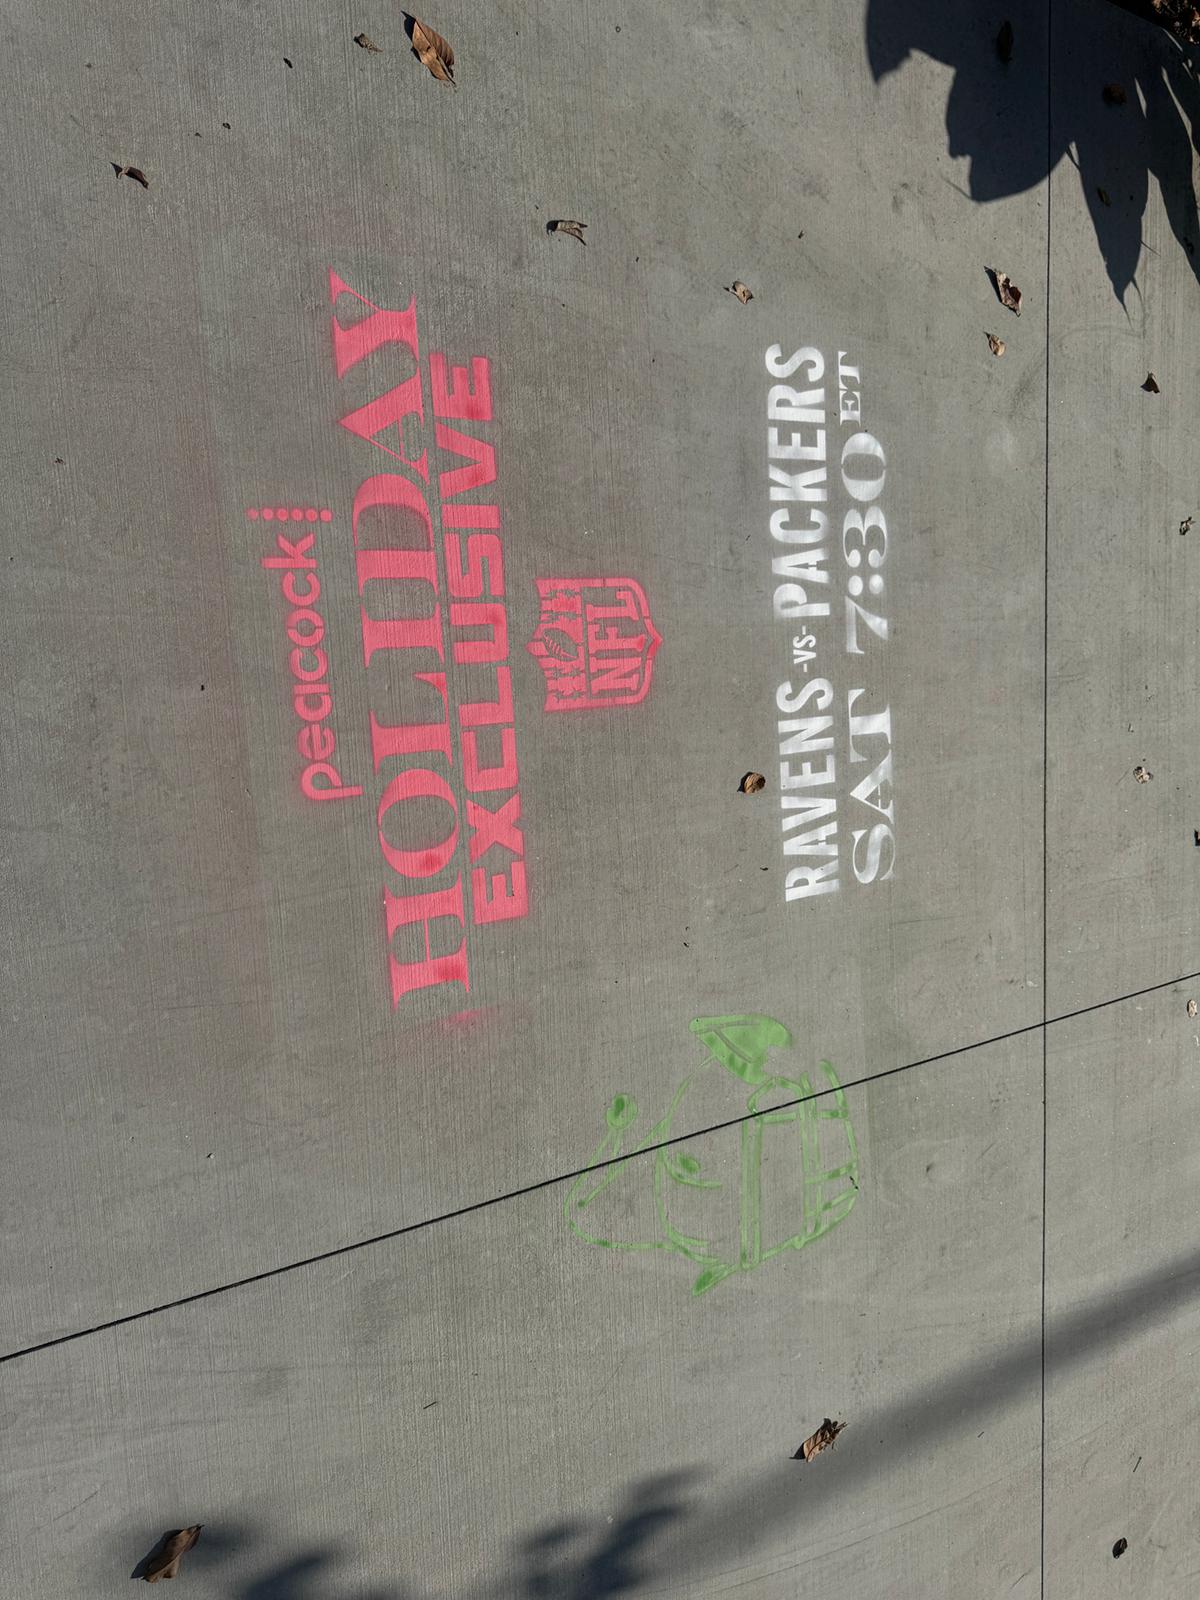 peacock
HOLIDAY
EXCLUSIVE
NFL
RAVENS -VS- PACKERS
SAT 7:30 ET